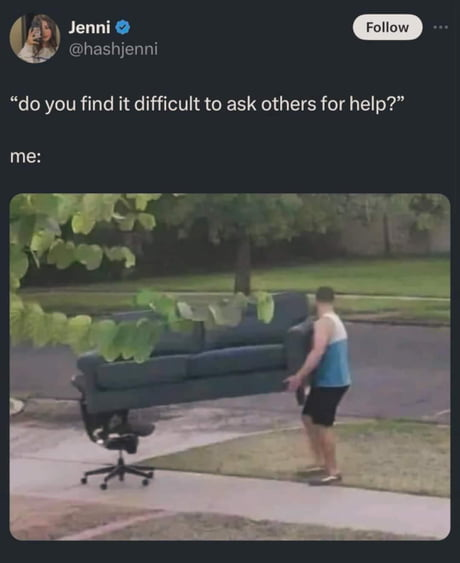 Jenni
@hashjenni
Follow
“do you find it difficult to ask others for help?”
me: